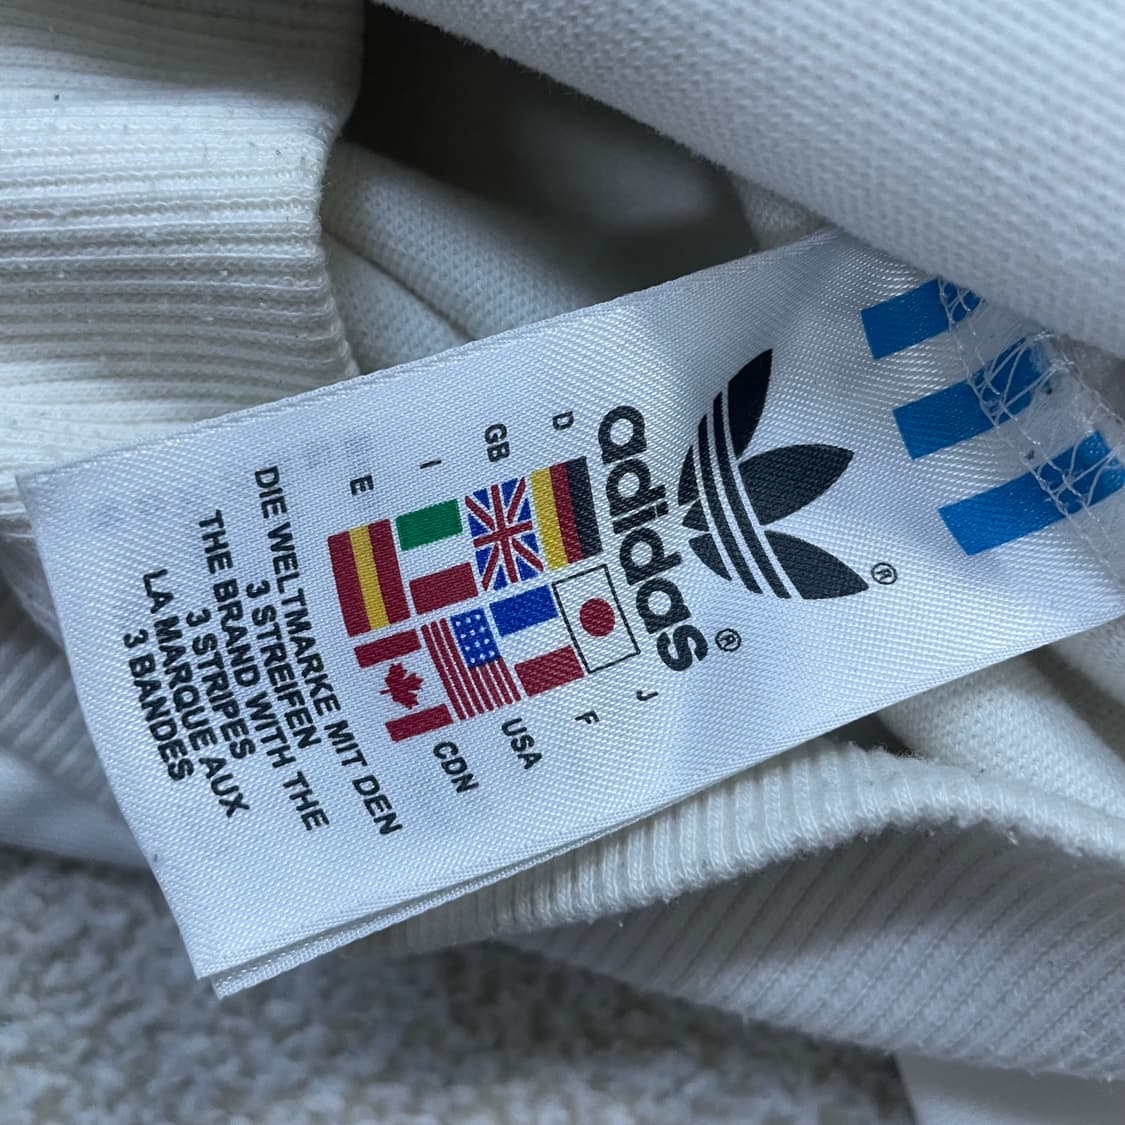 ®
adidas®
D
J
GB
F
I
USA
E
CDN
DIE WELTMARKE MIT DEN
3 STREIFEN
THE BRAND WITH THE
3 STRIPES
LA MARQUE AUX
3 BANDES